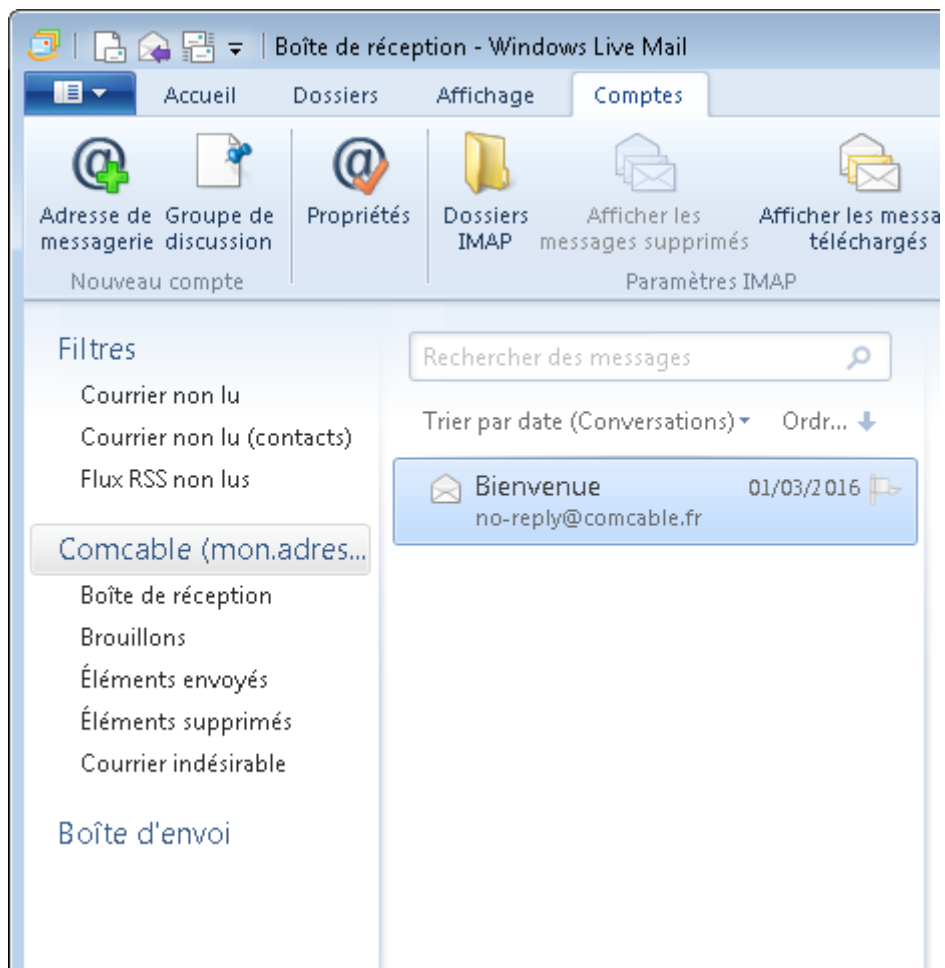 Boîte de réception - Windows Live Mail
Accueil Dossiers Affichage Comptes
Adresse de messagerie
Groupe de discussion
Propriétés
Dossiers IMAP
Afficher les messages supprimés
Afficher les messa
téléchargés
Nouveau compte
Paramètres IMAP
Filtres
Courrier non lu
Courrier non lu (contacts)
Flux RSS non lus
Comcable (mon.adres...
Boîte de réception
Brouillons
Éléments envoyés
Éléments supprimés
Courrier indésirable
Boîte d'envoi
Rechercher des messages
Trier par date (Conversations) Ordr...
Bienvenue 01/03/2016
no-reply@comcable.fr